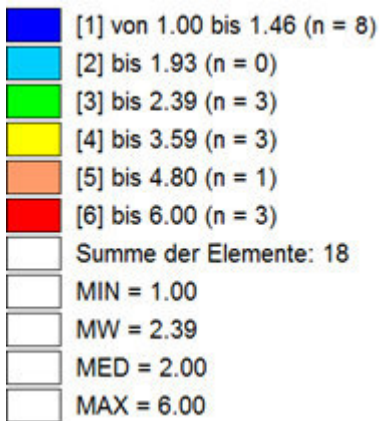 [1] von 1.00 bis 1.46 (n = 8)
[2] bis 1.93 (n = 0)
[3] bis 2.39 (n = 3)
[4] bis 3.59 (n = 3)
[5] bis 4.80 (n = 1)
[6] bis 6.00 (n = 3)
Summe der Elemente: 18
MIN = 1.00
MW = 2.39
MED = 2.00
MAX = 6.00